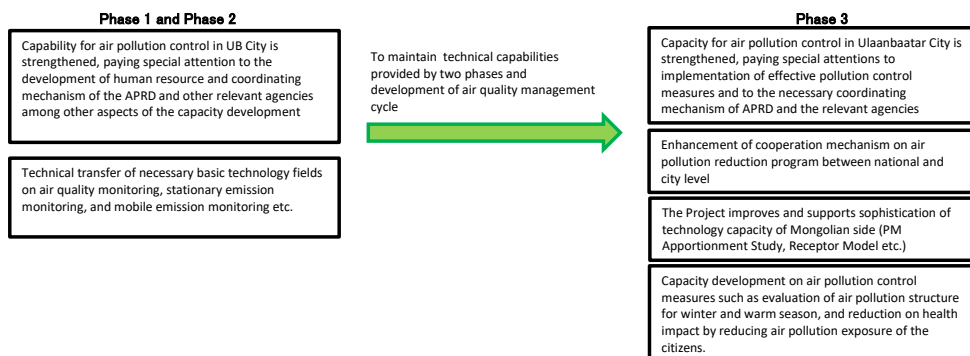 Phase 1 and Phase 2
Capability for air pollution control in UB City is
strengthened, paying special attention to the
development of human resource and coordinating
mechanism of the APRD and other relevant agencies
among other aspects of the capacity development
Technical transfer of necessary basic technology fields
on air quality monitoring, stationary emission
monitoring, and mobile emission monitoring etc.
To maintain technical capabilities
provided by two phases and
development of air quality management
cycle
Phase 3
Capacity for air pollution control in Ulaanbaatar City is
strengthened, paying special attentions to
implementation of effective pollution control
measures and to the necessary coordinating
mechanism of APRD and the relevant agencies
Enhancement of cooperation mechanism on air
pollution reduction program between national and
city level
The Project improves and supports sophistication of
technology capacity of Mongolian side (PM
Apportionment Study, Receptor Model etc.)
Capacity development on air pollution control
measures such as evaluation of air pollution structure
for winter and warm season, and reduction on health
impact by reducing air pollution exposure of the
citizens.